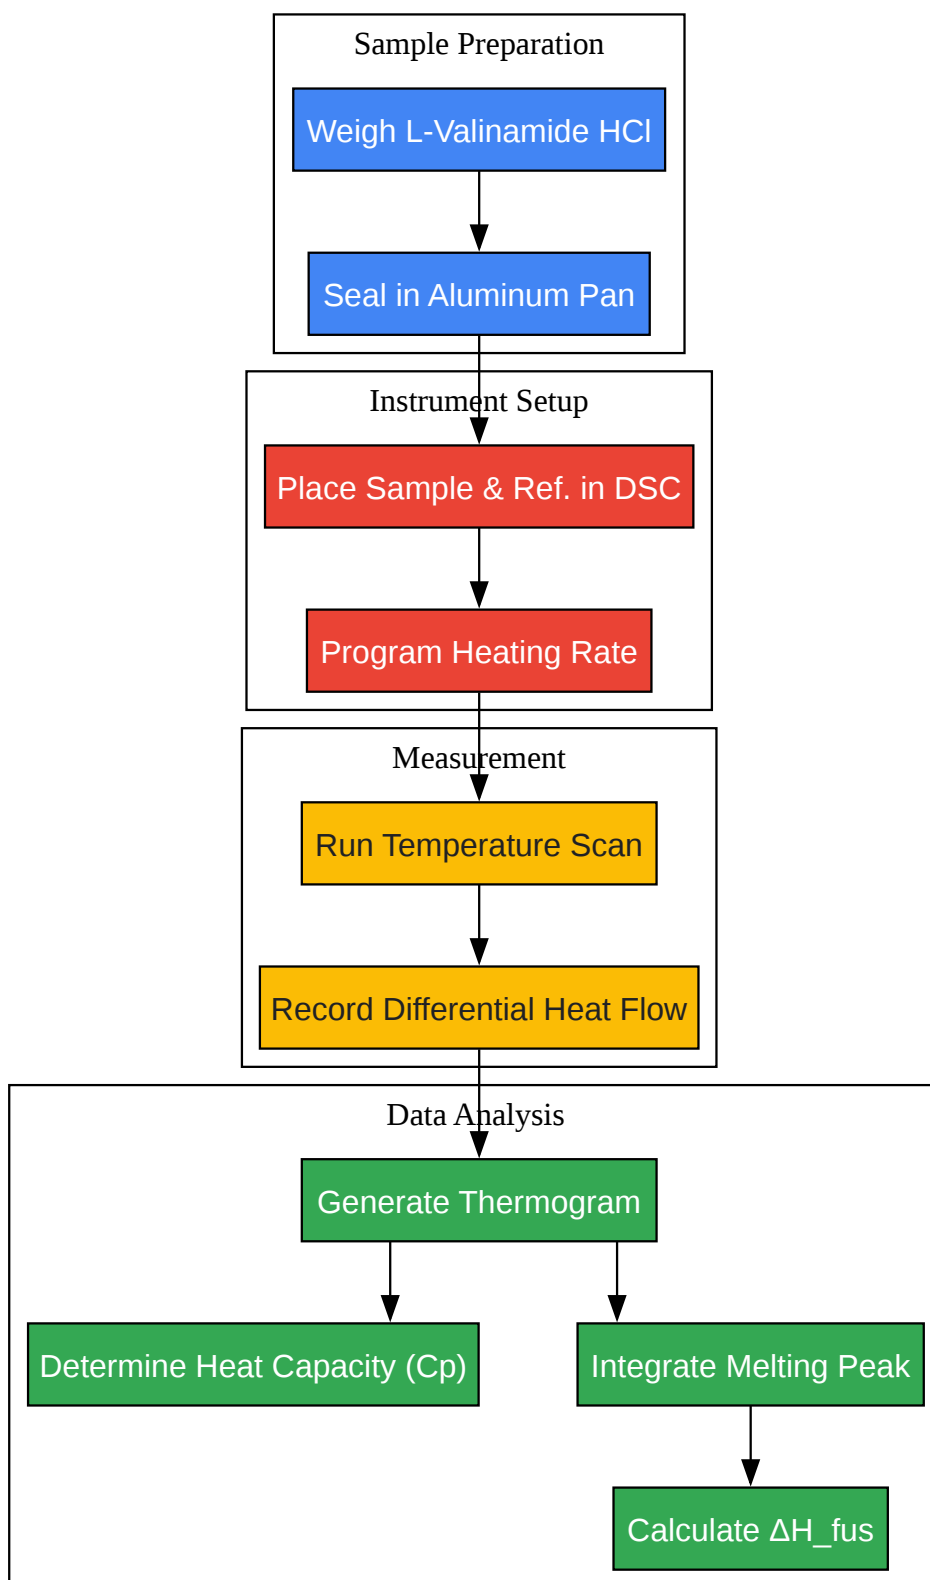 Sample Preparation
Weigh L-Valinamide HCl
Seal in Aluminum Pan
Instrument Setup
Place Sample & Ref. in DSC
Program Heating Rate
Measurement
Run Temperature Scan
Record Differential Heat Flow
Data Analysis
Generate Thermogram
Determine Heat Capacity (Cp)
Integrate Melting Peak
Calculate ΔH_fus